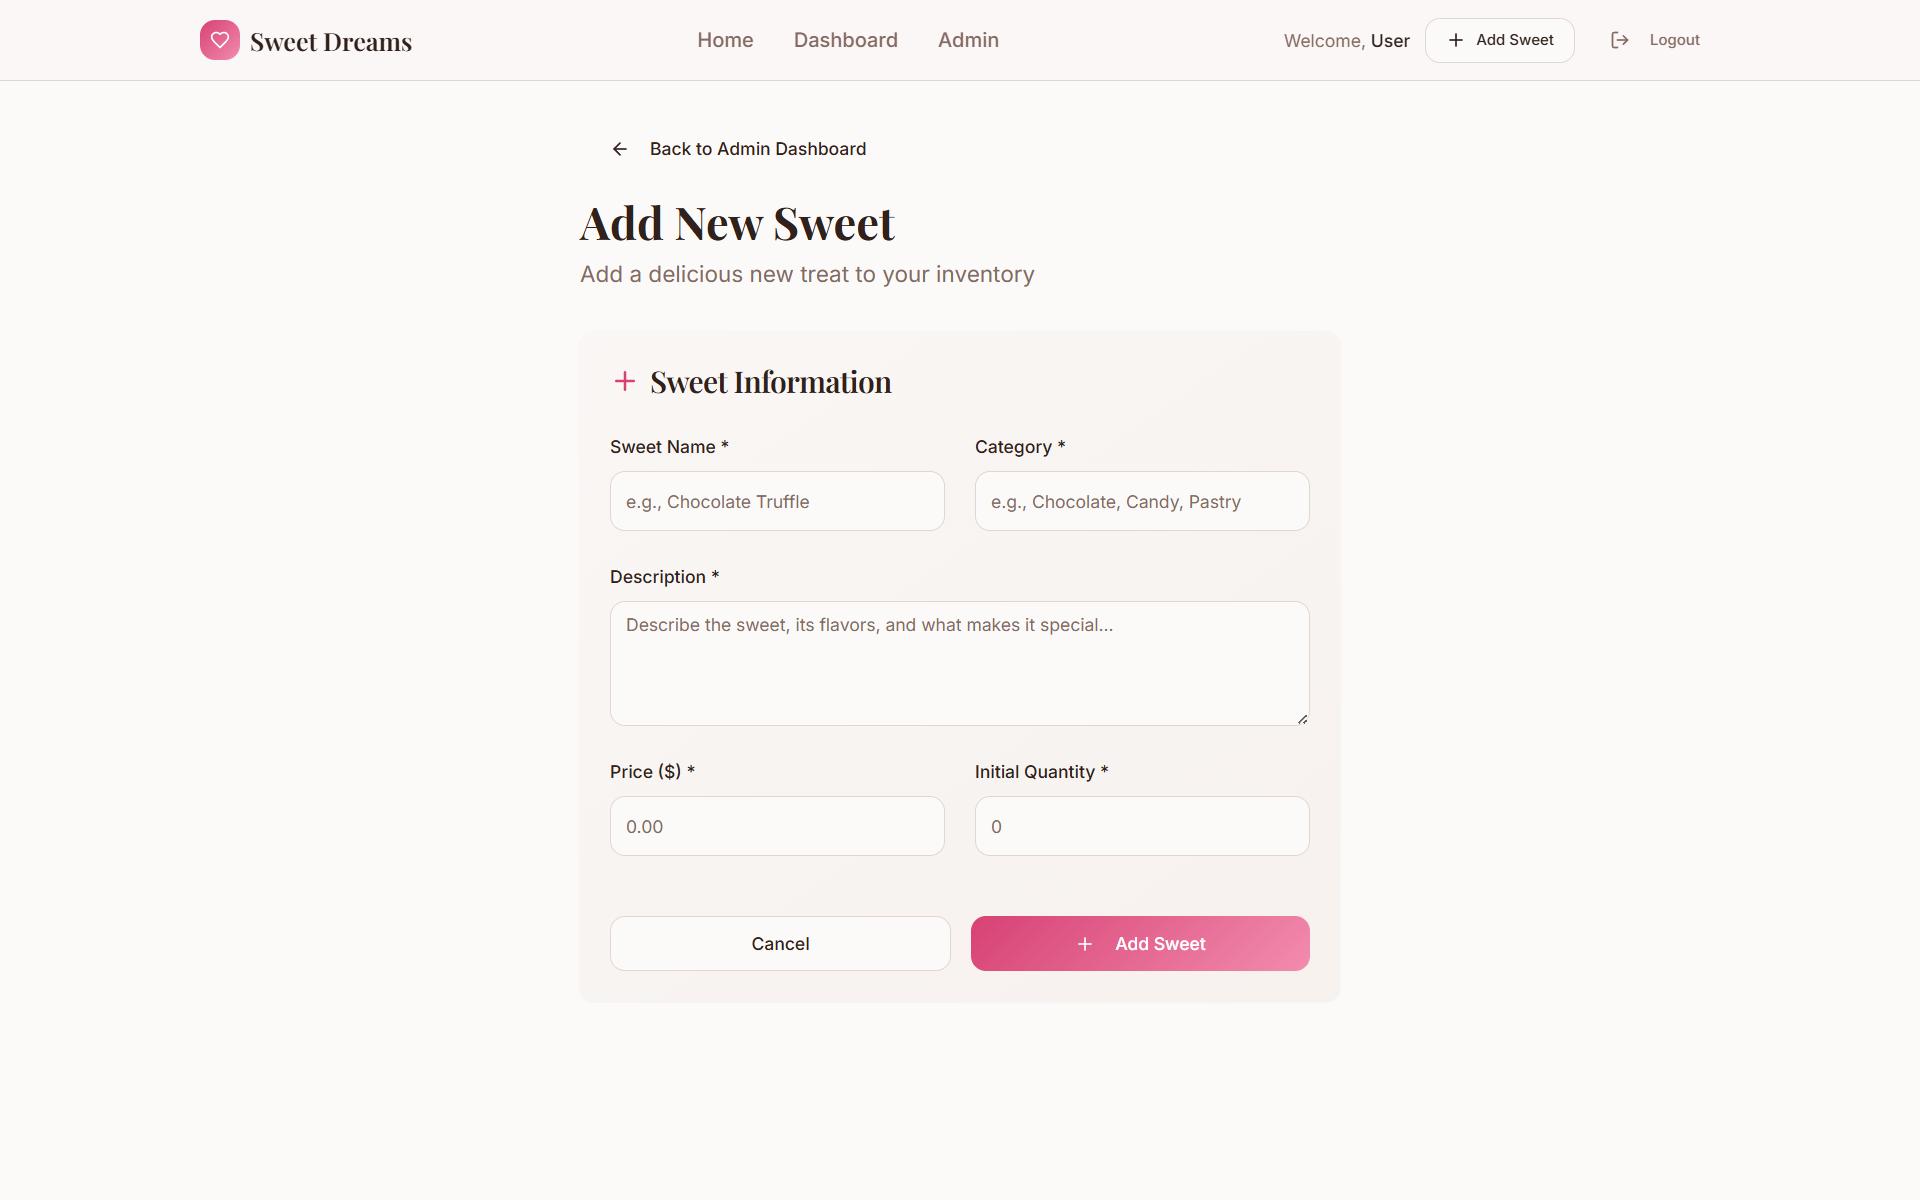 Sweet Dreams
Home Dashboard Admin
Welcome, User
Add Sweet
Logout
Back to Admin Dashboard
Add New Sweet
Add a delicious new treat to your inventory
Sweet Information
Sweet Name *
Category *
e.g., Chocolate Truffle
e.g., Chocolate, Candy, Pastry
Description *
Describe the sweet, its flavors, and what makes it special...
Price ($) *
Initial Quantity *
0.00
0
Cancel
Add Sweet